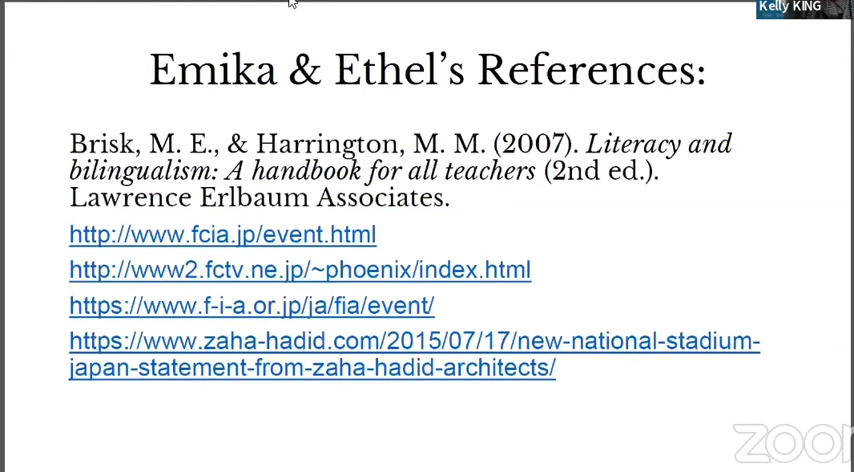 Kelly KING
Emika & Ethel's References:
Brisk, M. E., & Harrington, M. M. (2007). Literacy and
bilingualism: A handbook for all teachers (2nd ed.).
Lawrence Erlbaum Associates.
http://www.fcia.jp/event.html
http://www2.fctv.ne.jp/~phoenix/index.html
https://www.f-i-a.or.jp/ja/fia/event/
https://www.zaha-hadid.com/2015/07/17/new-national-stadium-
japan-statement-from-zaha-hadid-architects/
zoom